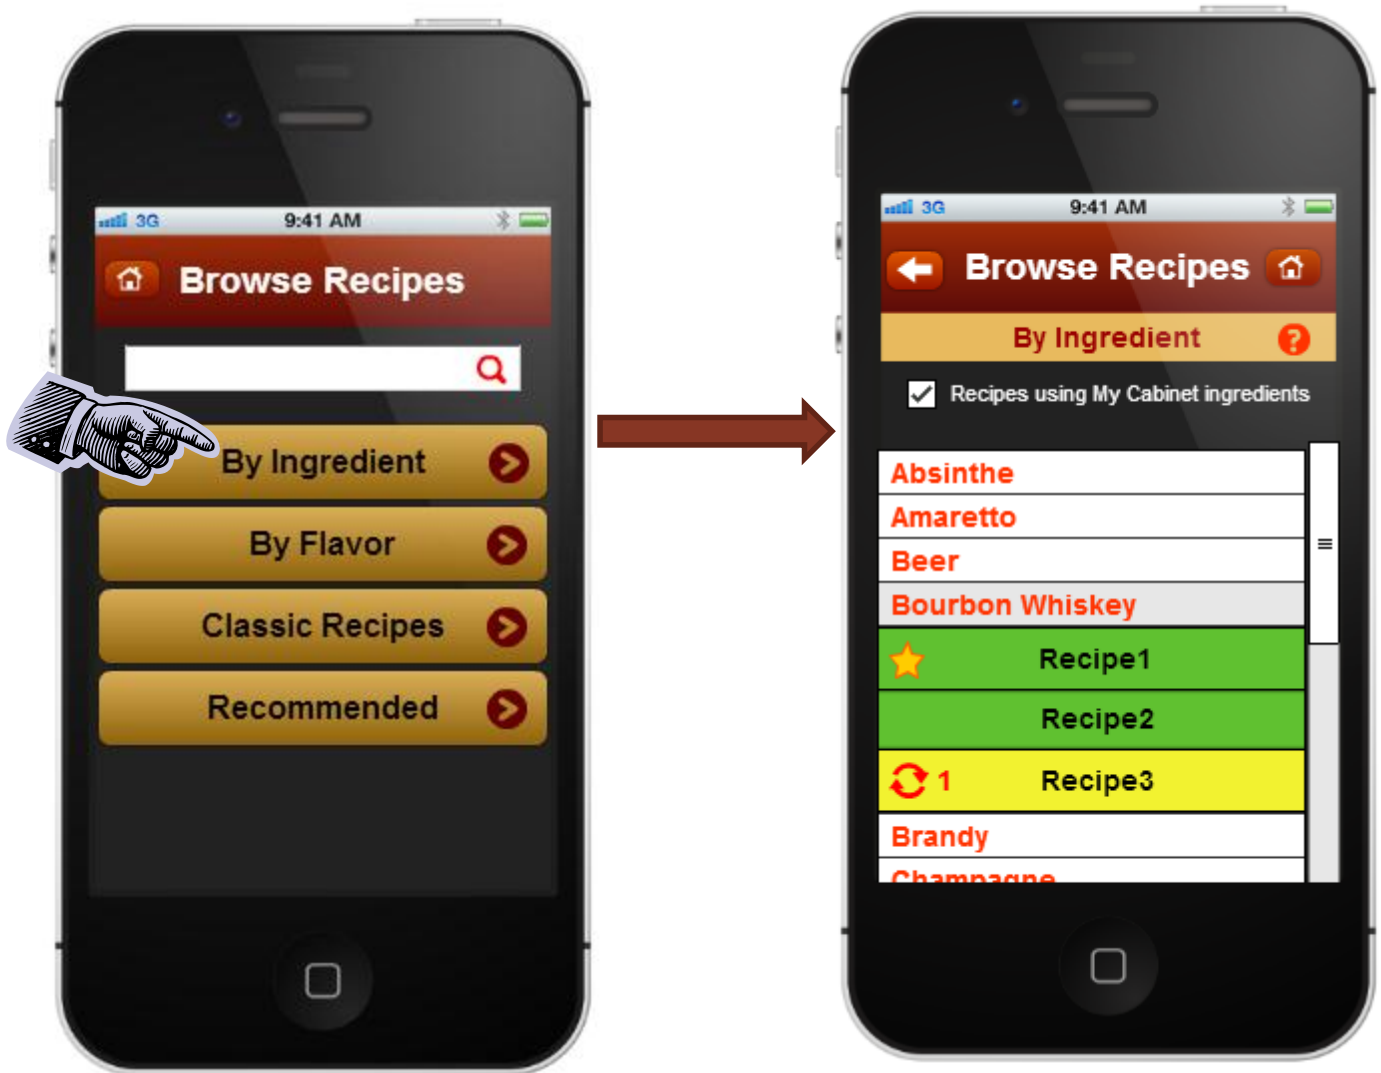 3G 9:41 AM
Browse Recipes
By Ingredient
By Flavor
Classic Recipes
Recommended
3G 9:41 AM
Browse Recipes
By Ingredient ?
Recipes using My Cabinet ingredients
Absinthe
Amaretto
Beer
Bourbon Whiskey
Recipe1
Recipe2
1 Recipe3
Brandy
Champagne